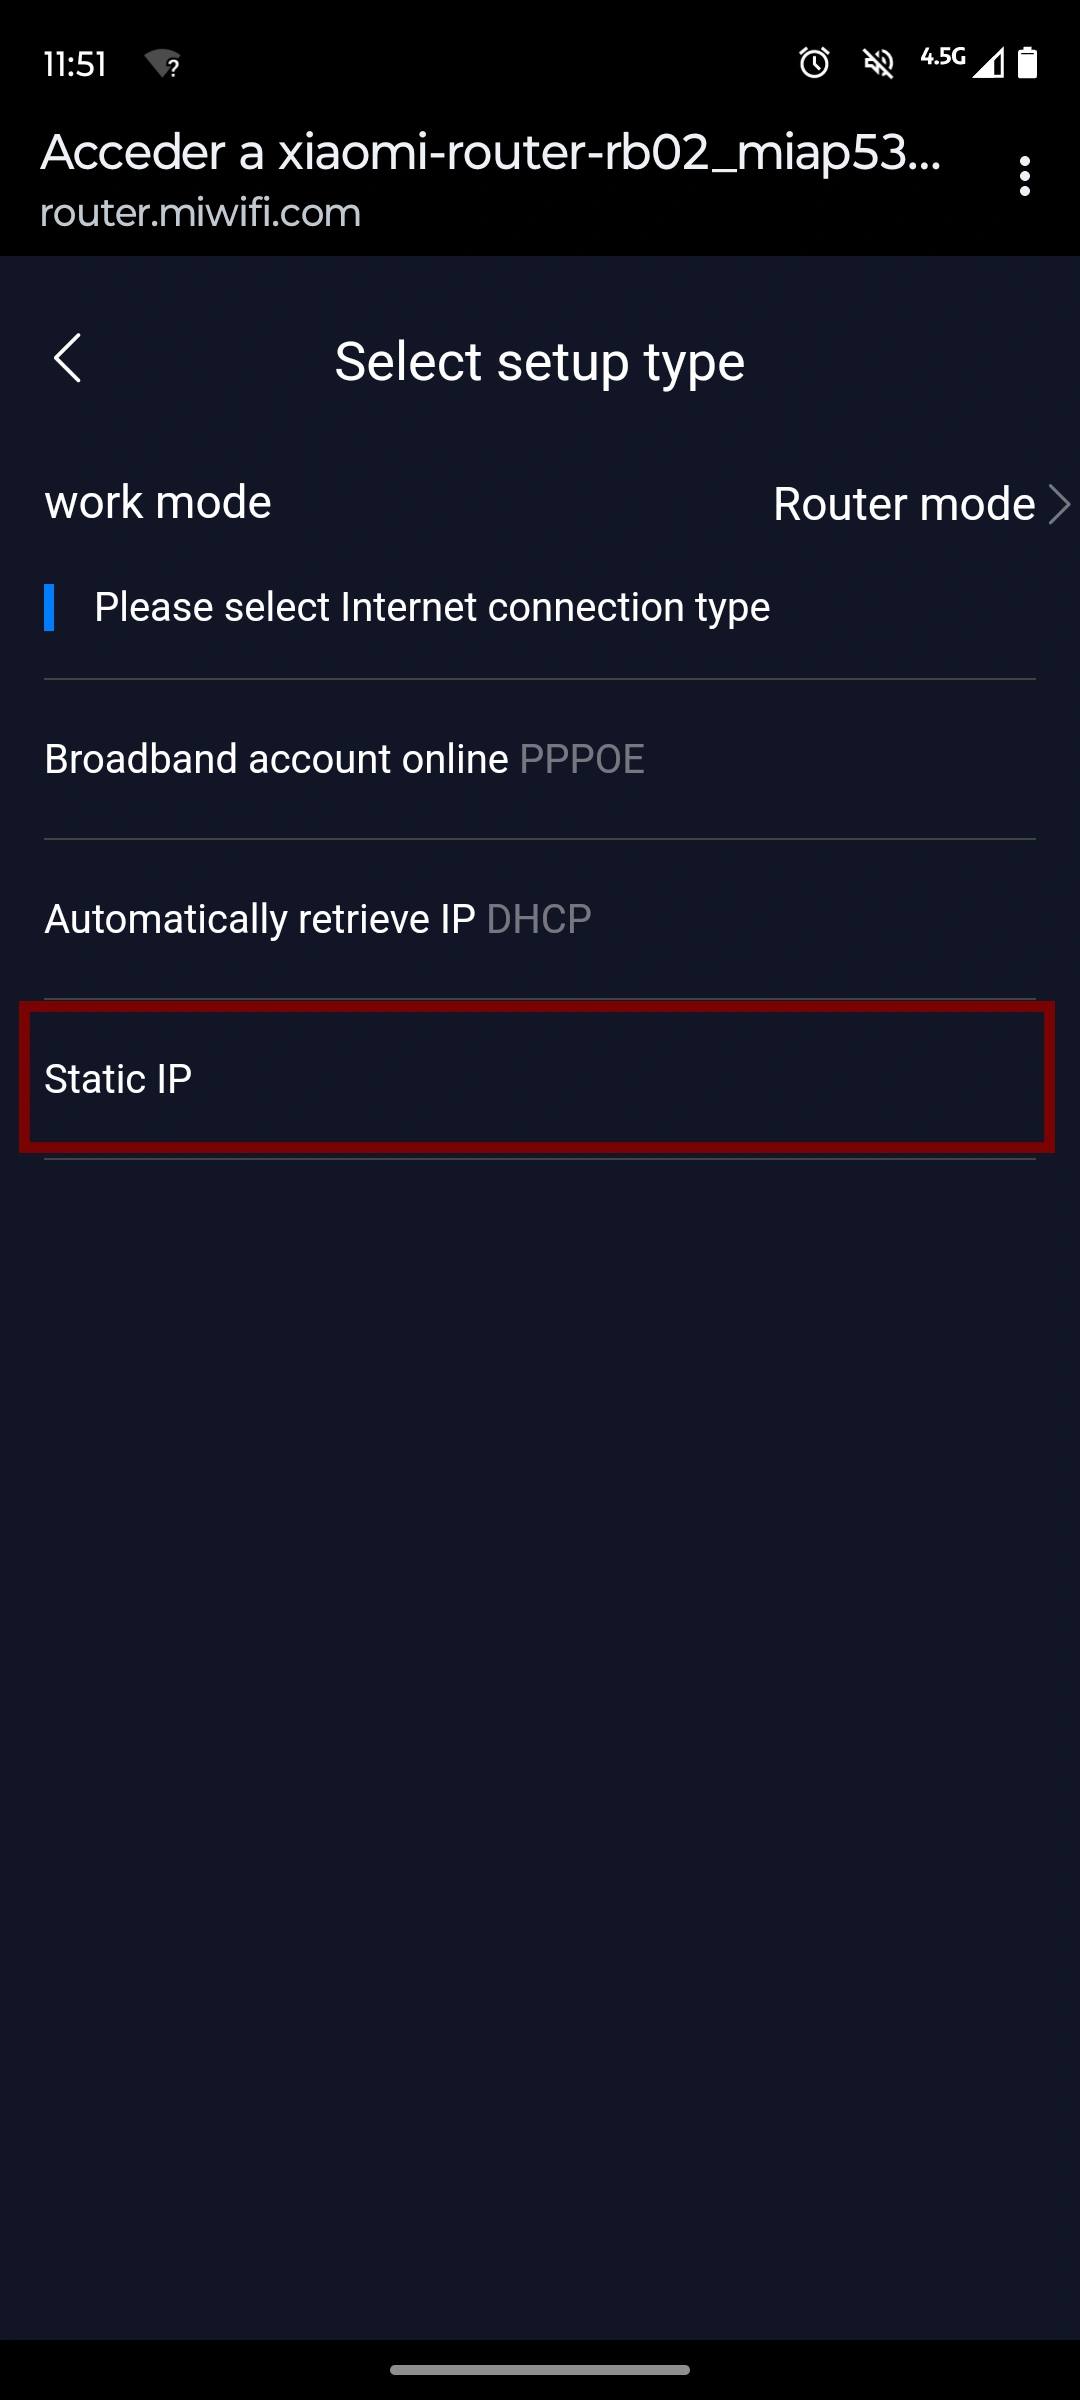 11:51
4.5G
Acceder a xiaomi-router-rb02_miap53...
router.miwifi.com
Select setup type
work mode
Router mode
Please select Internet connection type
Broadband account online PPPOE
Automatically retrieve IP DHCP
Static IP